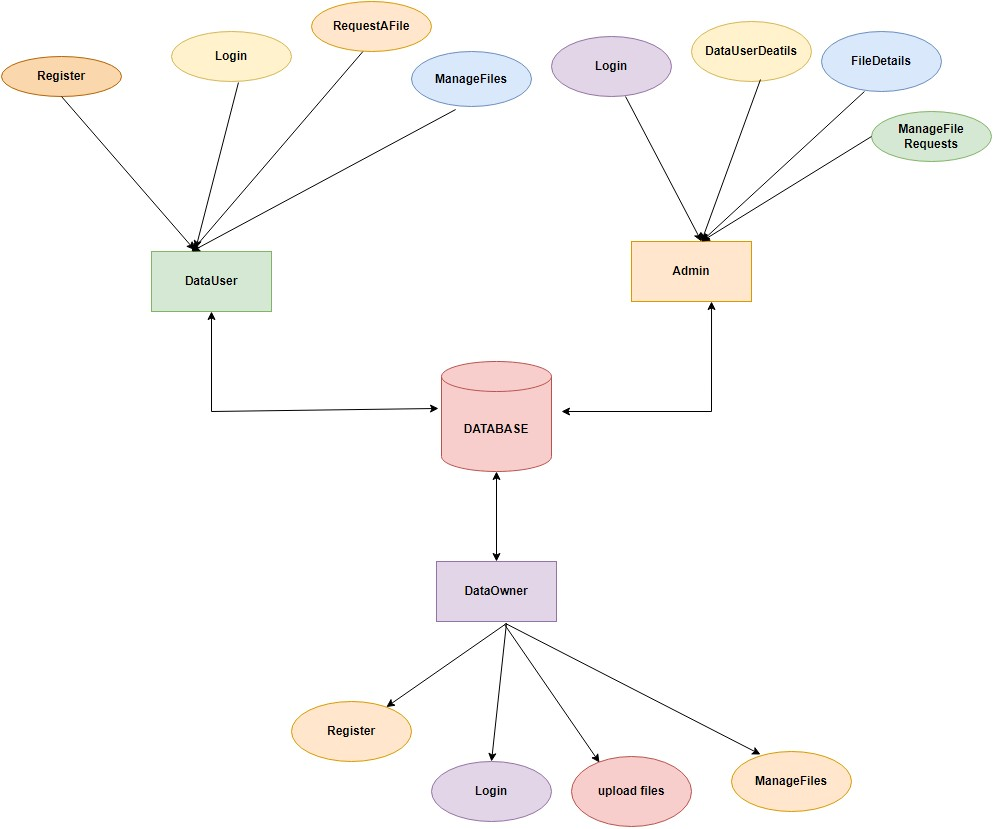 RequestAFile
Register
Login
ManageFiles
Login
DataUserDeatils
FileDetails
ManageFile
Requests
DataUser
Admin
DATABASE
DataOwner
Register
Login
upload files
ManageFiles